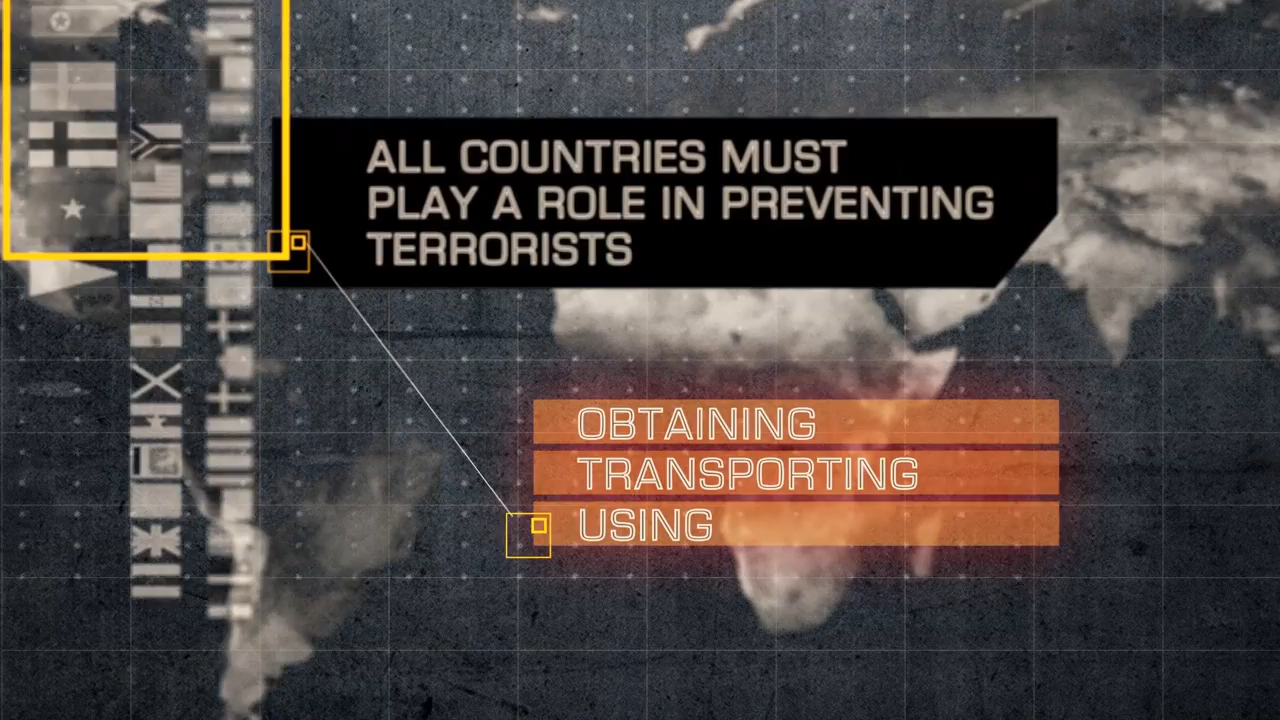 ALL COUNTRIES MUST
PLAY A ROLE IN PREVENTING
TERRORISTS
OBTAINING
TRANSPORTING
USING